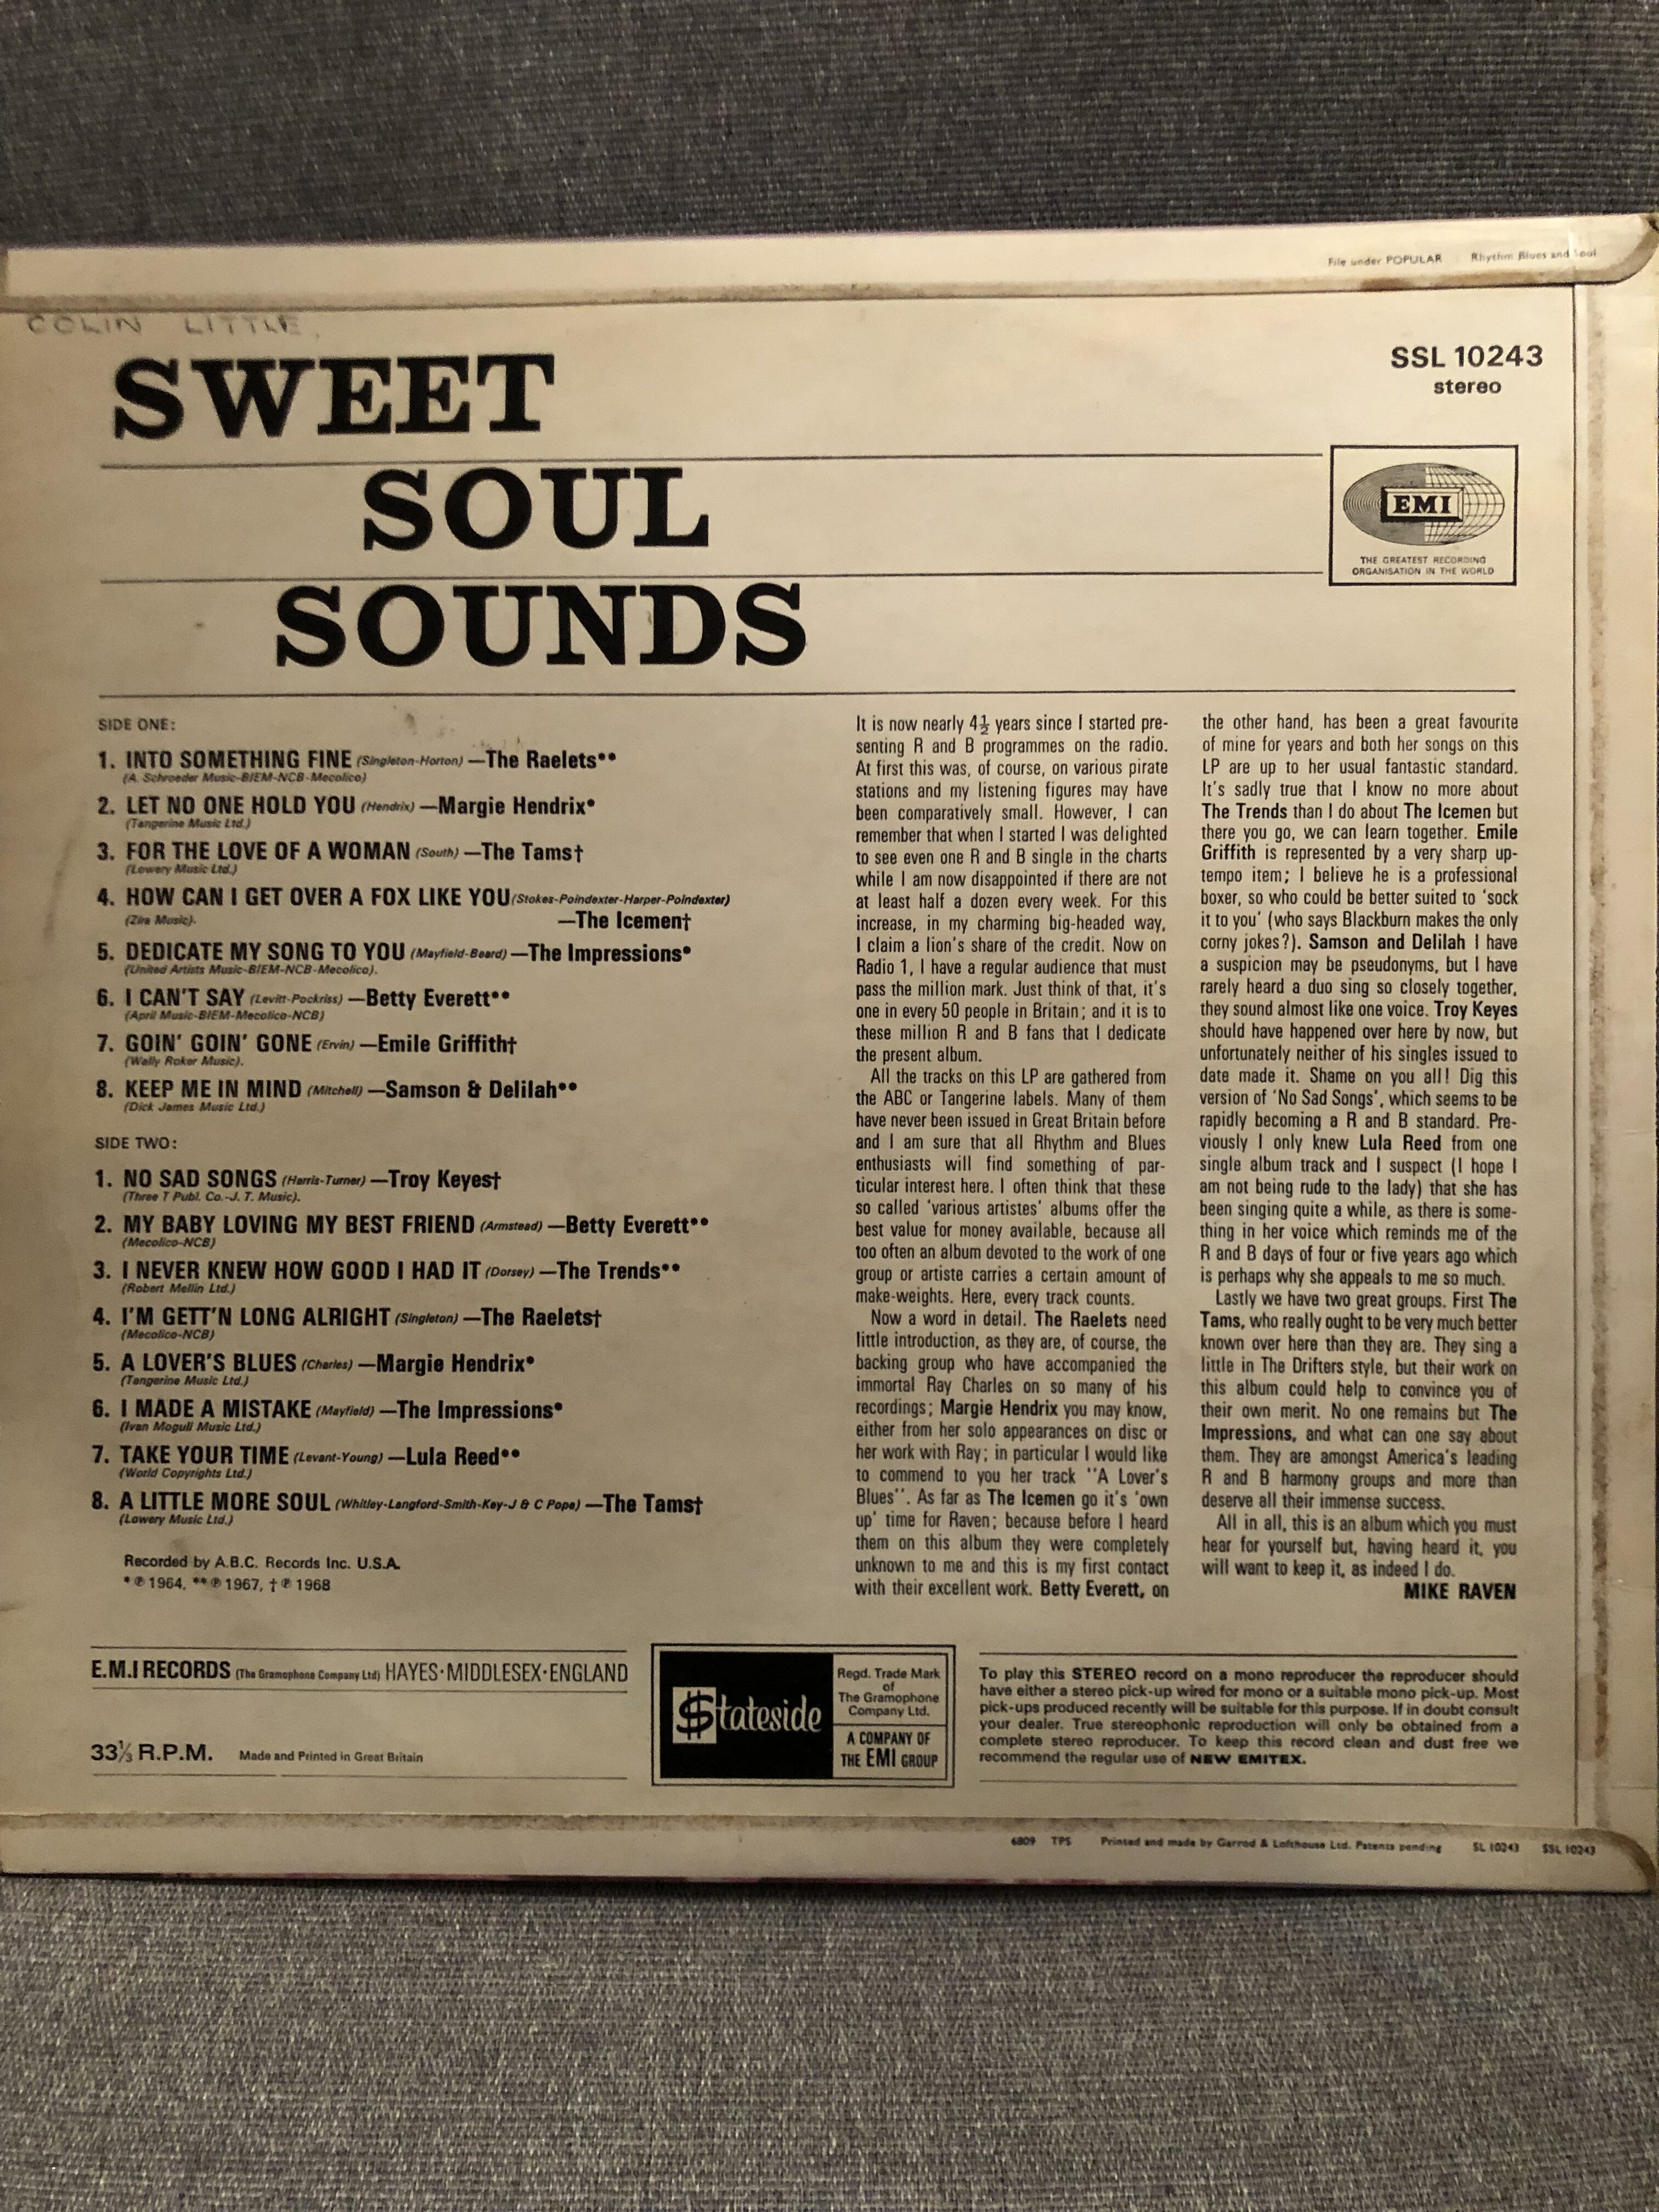 File under POPULAR Rhythm Blues and Soul
COLIN LITTLE
SWEET
SOUL
SOUNDS
SSL 10243
stereo
EMI
THE GREATEST RECORDING
ORGANISATION IN THE WORLD
SIDE ONE:
1. INTO SOMETHING FINE (Singleton-Horton) —The Raelets••
(A. Schroeder Music-BIEM-NCB-Mecolico)
2. LET NO ONE HOLD YOU (Hendrix) —Margie Hendrix•
(Tangerine Music Ltd.)
3. FOR THE LOVE OF A WOMAN (South) —The Tams†
(Lowery Music Ltd.)
4. HOW CAN I GET OVER A FOX LIKE YOU (Stokes-Poindexter-Harper-Poindexter)
(Zira Music). —The Icemen†
5. DEDICATE MY SONG TO YOU (Mayfield-Beard) —The Impressions•
(United Artists Music-BIEM-NCB-Mecolico).
6. I CAN'T SAY (Levitt-Pockriss) —Betty Everett••
(April Music-BIEM-Mecolico-NCB)
7. GOIN' GOIN' GONE (Ervin) —Emile Griffith†
(Wally Roker Music).
8. KEEP ME IN MIND (Mitchell) —Samson & Delilah••
(Dick James Music Ltd.)
SIDE TWO:
1. NO SAD SONGS (Harris-Turner) —Troy Keyes†
(Three T Publ. Co.-J. T. Music).
2. MY BABY LOVING MY BEST FRIEND (Armstead) —Betty Everett••
(Mecolico-NCB)
3. I NEVER KNEW HOW GOOD I HAD IT (Dorsey) —The Trends••
(Robert Mellin Ltd.)
4. I'M GETT'N LONG ALRIGHT (Singleton) —The Raelets†
(Mecolico-NCB)
5. A LOVER'S BLUES (Charles) —Margie Hendrix•
(Tangerine Music Ltd.)
6. I MADE A MISTAKE (Mayfield) —The Impressions•
(Ivan Mogull Music Ltd.)
7. TAKE YOUR TIME (Levant-Young) —Lula Reed••
(World Copyrights Ltd.)
8. A LITTLE MORE SOUL (Whitley-Langford-Smith-Key-J & C Pope) —The Tams†
(Lowery Music Ltd.)
Recorded by A.B.C. Records Inc. U.S.A.
* ℗ 1964, ** ℗ 1967, † ℗ 1968
It is now nearly 4½ years since I started pre-
senting R and B programmes on the radio.
At first this was, of course, on various pirate
stations and my listening figures may have
been comparatively small. However, I can
remember that when I started I was delighted
to see even one R and B single in the charts
while I am now disappointed if there are not
at least half a dozen every week. For this
increase, in my charming big-headed way,
I claim a lion's share of the credit. Now on
Radio 1, I have a regular audience that must
pass the million mark. Just think of that, it's
one in every 50 people in Britain; and it is to
these million R and B fans that I dedicate
the present album.
All the tracks on this LP are gathered from
the ABC or Tangerine labels. Many of them
have never been issued in Great Britain before
and I am sure that all Rhythm and Blues
enthusiasts will find something of par-
ticular interest here. I often think that these
so called 'various artistes' albums offer the
best value for money available, because all
too often an album devoted to the work of one
group or artiste carries a certain amount of
make-weights. Here, every track counts.
Now a word in detail. The Raelets need
little introduction, as they are, of course, the
backing group who have accompanied the
immortal Ray Charles on so many of his
recordings; Margie Hendrix you may know,
either from her solo appearances on disc or
her work with Ray; in particular I would like
to commend to you her track ''A Lover's
Blues''. As far as The Icemen go it's 'own
up' time for Raven; because before I heard
them on this album they were completely
unknown to me and this is my first contact
with their excellent work. Betty Everett, on
the other hand, has been a great favourite
of mine for years and both her songs on this
LP are up to her usual fantastic standard.
It's sadly true that I know no more about
The Trends than I do about The Icemen but
there you go, we can learn together. Emile
Griffith is represented by a very sharp up-
tempo item; I believe he is a professional
boxer, so who could be better suited to 'sock
it to you' (who says Blackburn makes the only
corny jokes?). Samson and Delilah I have
a suspicion may be pseudonyms, but I have
rarely heard a duo sing so closely together,
they sound almost like one voice. Troy Keyes
should have happened over here by now, but
unfortunately neither of his singles issued to
date made it. Shame on you all! Dig this
version of 'No Sad Songs', which seems to be
rapidly becoming a R and B standard. Pre-
viously I only knew Lula Reed from one
single album track and I suspect (I hope I
am not being rude to the lady) that she has
been singing quite a while, as there is some-
thing in her voice which reminds me of the
R and B days of four or five years ago which
is perhaps why she appeals to me so much.
Lastly we have two great groups. First The
Tams, who really ought to be very much better
known over here than they are. They sing a
little in The Drifters style, but their work on
this album could help to convince you of
their own merit. No one remains but The
Impressions, and what can one say about
them. They are amongst America's leading
R and B harmony groups and more than
deserve all their immense success.
All in all, this is an album which you must
hear for yourself but, having heard it, you
will want to keep it, as indeed I do.
MIKE RAVEN
E.M.I RECORDS (The Gramophone Company Ltd) HAYES·MIDDLESEX·ENGLAND
33⅓ R.P.M. Made and Printed in Great Britain
$tateside
Regd. Trade Mark
of
The Gramophone
Company Ltd.
A COMPANY OF
THE EMI GROUP
To play this STEREO record on a mono reproducer the reproducer should
have either a stereo pick-up wired for mono or a suitable mono pick-up. Most
pick-ups produced recently will be suitable for this purpose. If in doubt consult
your dealer. True stereophonic reproduction will only be obtained from a
complete stereo reproducer. To keep this record clean and dust free we
recommend the regular use of NEW EMITEX.
6809 TPS Printed and made by Garrod & Lofthouse Ltd. Patents pending SL 10243 SSL 10243